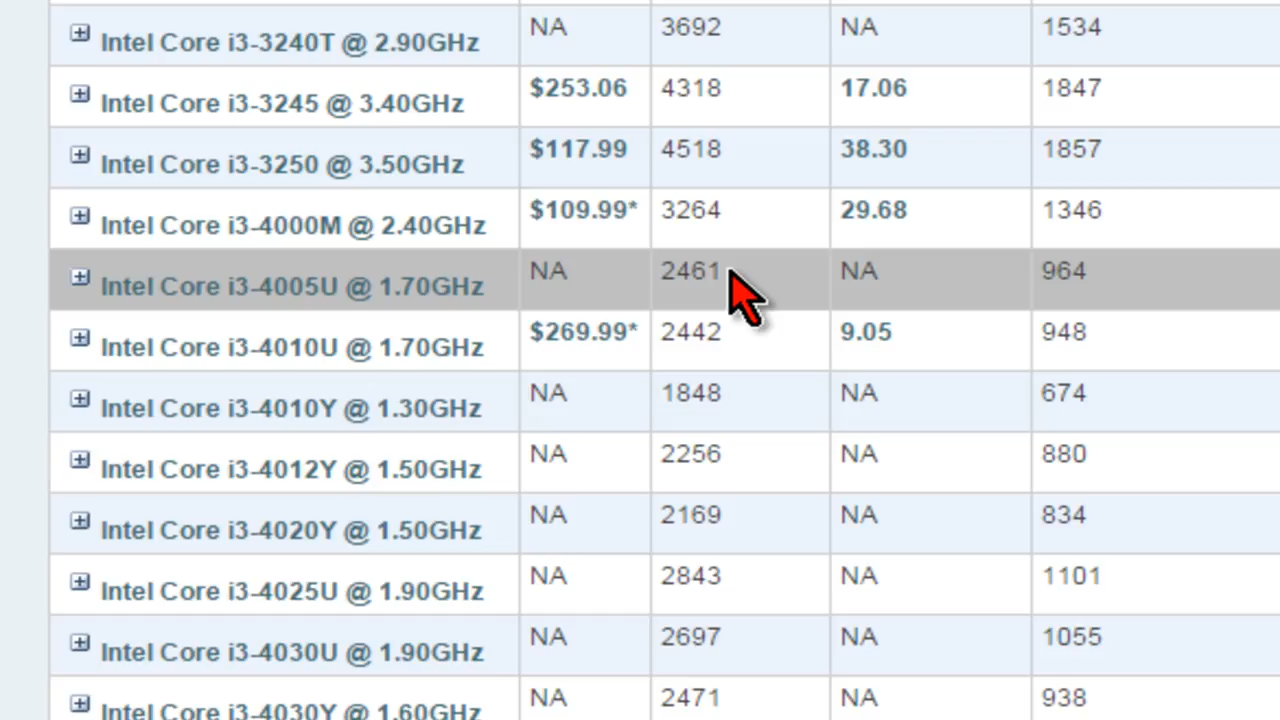 Intel Core i3-3240T @ 2.90GHz NA 3692 NA 1534
Intel Core i3-3245 @ 3.40GHz $253.06 4318 17.06 1847
Intel Core i3-3250 @ 3.50GHz $117.99 4518 38.30 1857
Intel Core i3-4000M @ 2.40GHz $109.99* 3264 29.68 1346
Intel Core i3-4005U @ 1.70GHz NA 2461 NA 964
Intel Core i3-4010U @ 1.70GHz $269.99* 2442 9.05 948
Intel Core i3-4010Y @ 1.30GHz NA 1848 NA 674
Intel Core i3-4012Y @ 1.50GHz NA 2256 NA 880
Intel Core i3-4020Y @ 1.50GHz NA 2169 NA 834
Intel Core i3-4025U @ 1.90GHz NA 2843 NA 1101
Intel Core i3-4030U @ 1.90GHz NA 2697 NA 1055
Intel Core i3-4030Y @ 1.60GHz NA 2471 NA 938